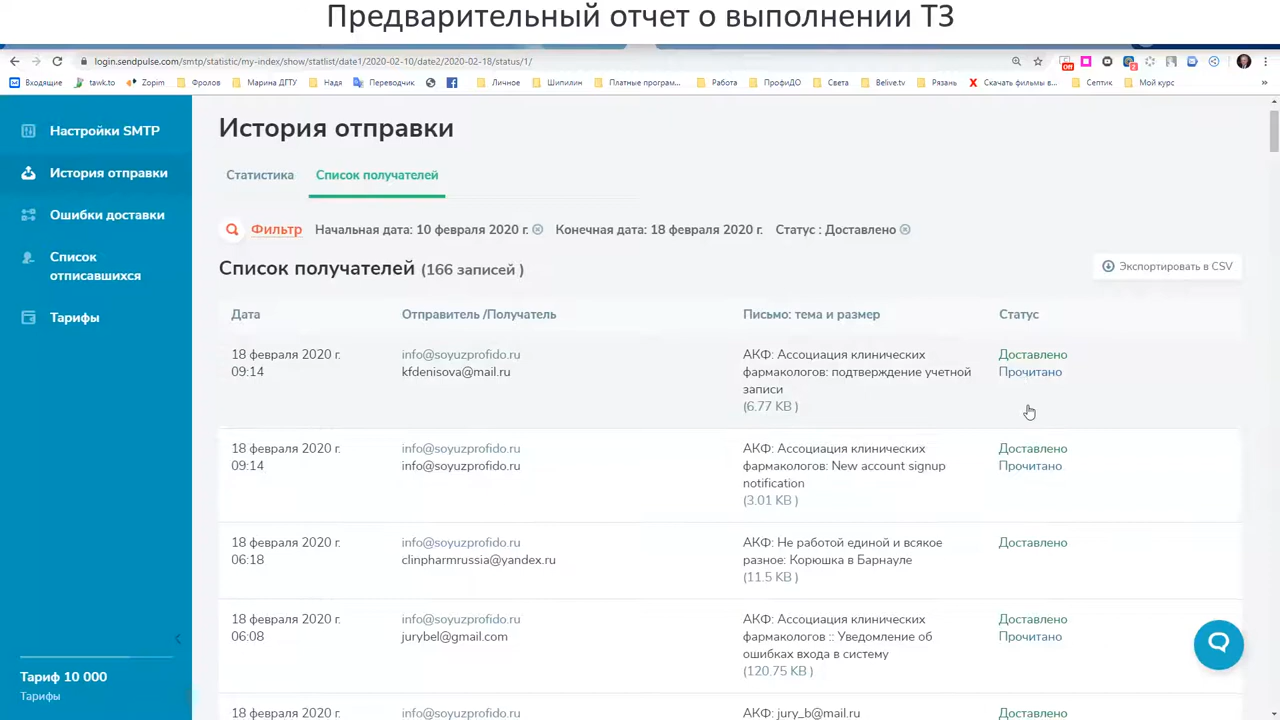 Предварительный отчет о выполнении ТЗ
login.sendpulse.com/smtp/statistic/my-index/show/statlist/date1/2020-02-10/date2/2020-02-18/status/1/
Входящие tawk.to Zopim Фролов Марина ДГТУ Надя Переводчик Личное Шипилин Платные програм... Работа ПрофиДО Света Belive.tv Рязань Скачать фильмы в... Септик Мой курс »
Off
Настройки SMTP
История отправки
Ошибки доставки
Список
отписавшихся
Тарифы
История отправки
Статистика Список получателей
Фильтр Начальная дата: 10 февраля 2020 г. Конечная дата: 18 февраля 2020 г. Статус : Доставлено
Список получателей (166 записей )
Экспортировать в CSV
Дата Отправитель /Получатель Письмо: тема и размер Статус
18 февраля 2020 г. info@soyuzprofido.ru АКФ: Ассоциация клинических Доставлено
09:14 kfdenisova@mail.ru фармакологов: подтверждение учетной Прочитано
записи
(6.77 KB )
18 февраля 2020 г. info@soyuzprofido.ru АКФ: Ассоциация клинических Доставлено
09:14 info@soyuzprofido.ru фармакологов: New account signup Прочитано
notification
(3.01 KB )
18 февраля 2020 г. info@soyuzprofido.ru АКФ: Не работой единой и всякое Доставлено
06:18 clinpharmrussia@yandex.ru разное: Корюшка в Барнауле
(11.5 KB )
18 февраля 2020 г. info@soyuzprofido.ru АКФ: Ассоциация клинических Доставлено
06:08 jurybel@gmail.com фармакологов :: Уведомление об Прочитано
ошибках входа в систему
(120.75 KB )
18 февраля 2020 г. info@soyuzprofido.ru АКФ: jury_b@mail.ru Доставлено
Тариф 10 000
Тарифы